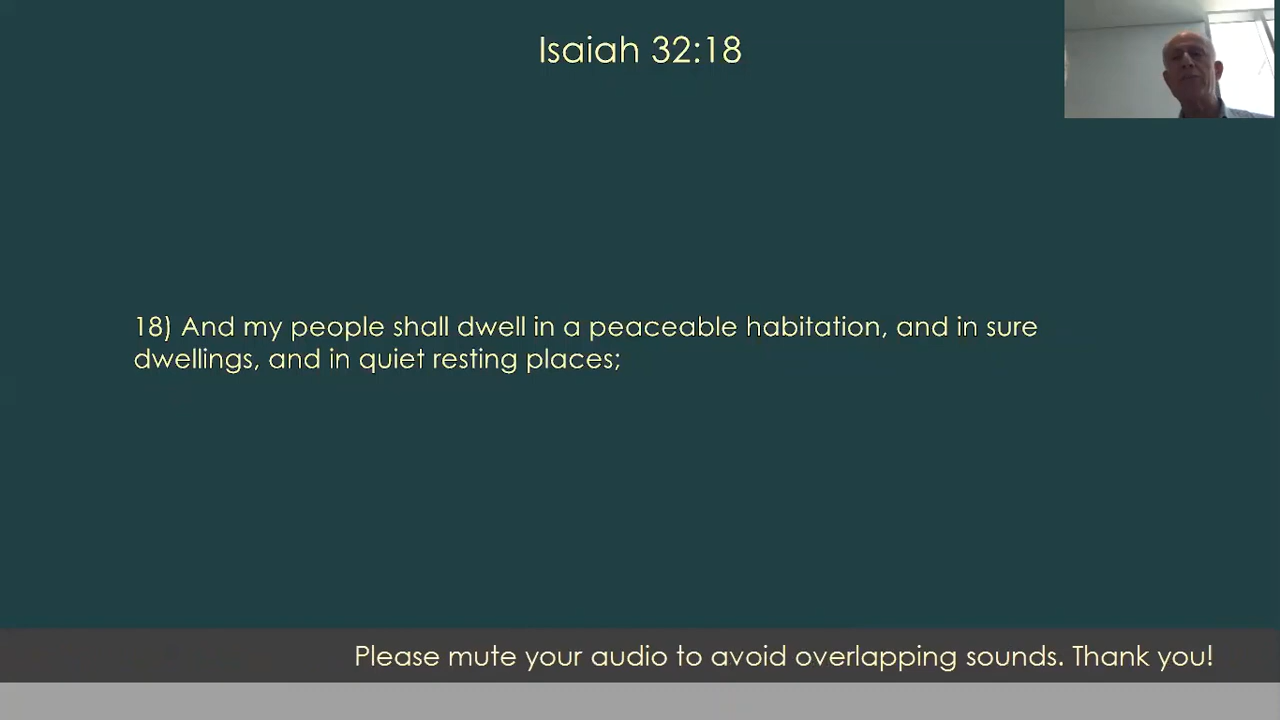 Isaiah 32:18
18) And my people shall dwell in a peaceable habitation, and in sure
dwellings, and in quiet resting places;
Please mute your audio to avoid overlapping sounds. Thank you!